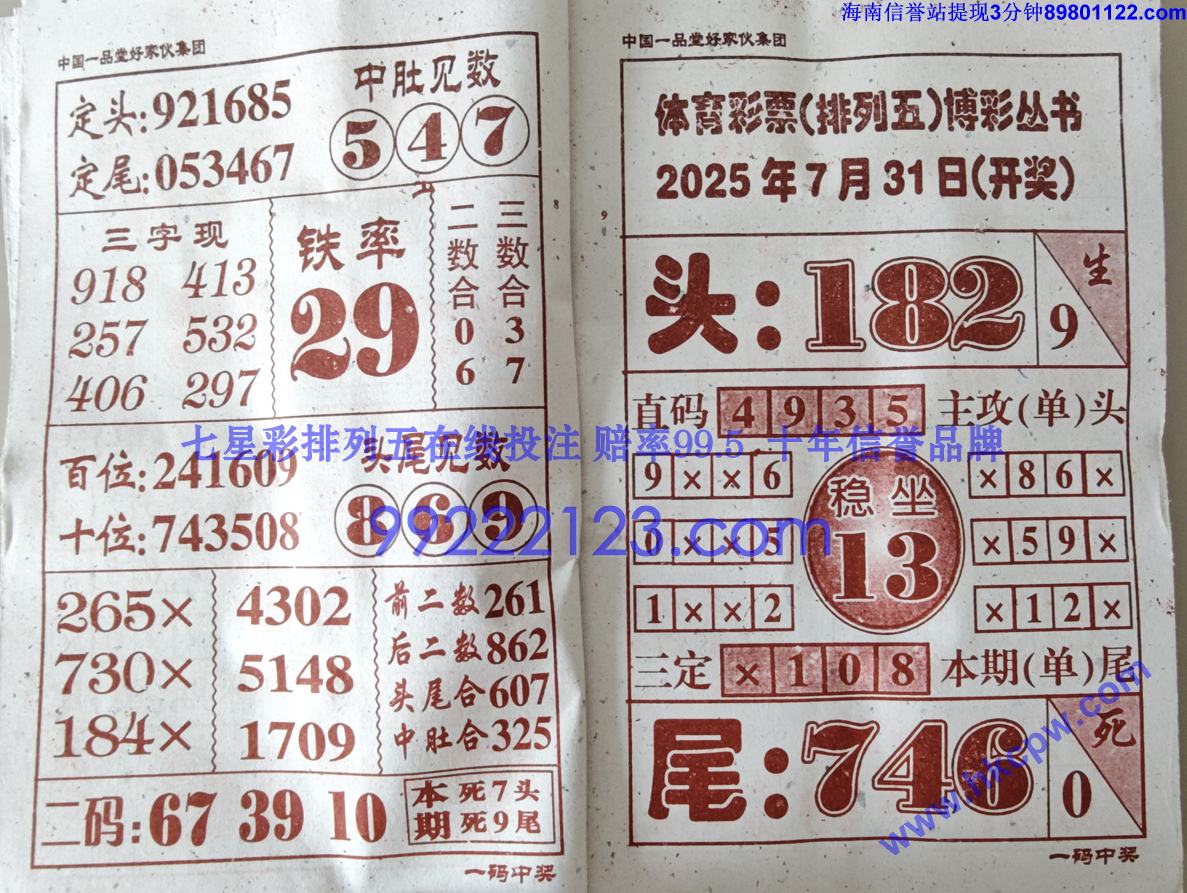 海南信誉站提现3分钟89801122.com
中国一品堂好家伙集团
定头:921685
定尾:053467
中肚见数
5 4 7
三字现
918 413
257 532
406 297
铁率
29
二数合06
三数合37
百位:241609
十位:743508
头尾见数
8 6 9
265×
730×
184×
4302
5148
1709
前二数261
后二数862
头尾合607
中肚合325
二码:67 39 10
本期
死7头
死9尾
一码中奖
8
9
中国一品堂好家伙集团
体育彩票(排列五)博彩丛书
2025年7月31日(开奖)
头:182
生
9
直码 4935 主攻(单)头
9××6
0××5
1××2
稳坐
13
×86×
×59×
×12×
三定 ×108 本期(单)尾
尾:746
死
0
一码中奖
七星彩排列五在线投注 赔率99.5 十年信誉品牌
99222123.com
www.hkcpw.com